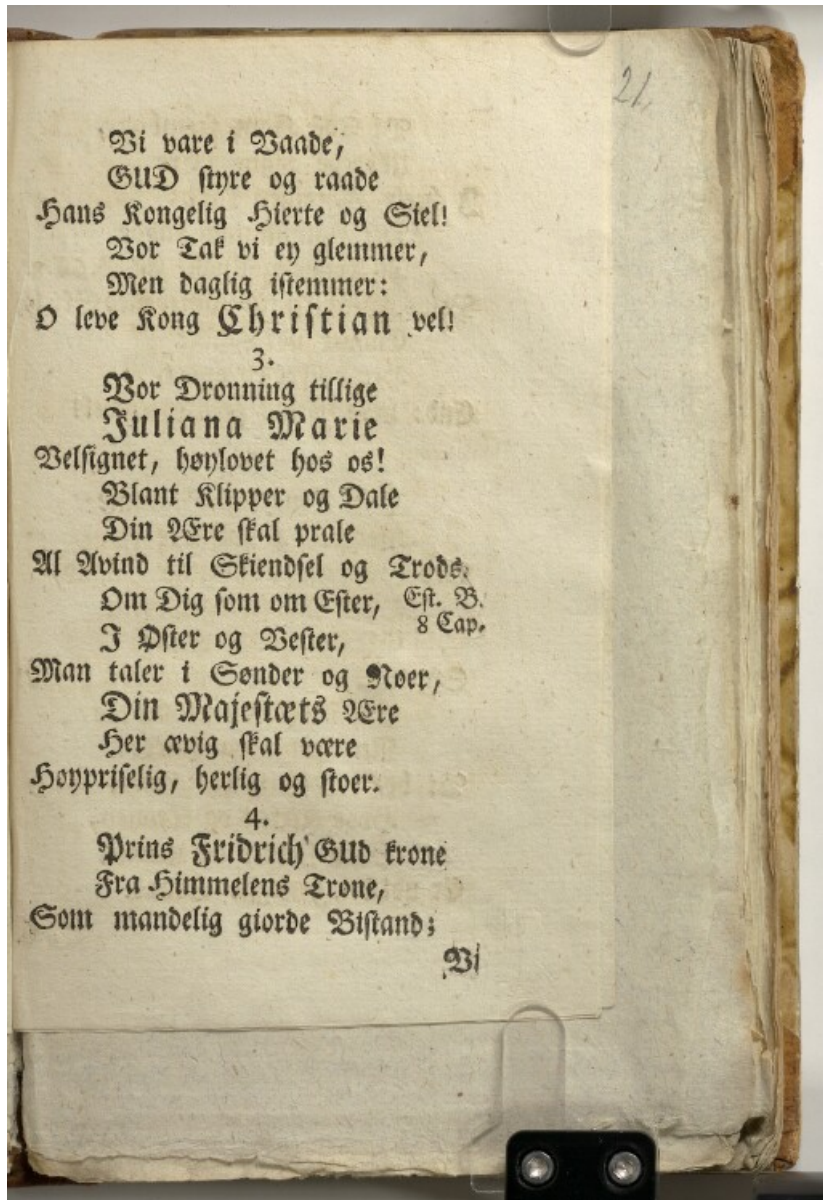 21.
Vi vare i Vaade,
GUD styre og raade
Hans Kongelig Hierte og Siel!
Vor Tak vi ey glemmer,
Men daglig istemmer:
O leve Kong Christian vel!
3.
Vor Dronning tillige
Juliana Marie
Velsignet, høylovet hos os!
Blant Klipper og Dale
Din Ære skal prale
Al Avind til Skiendsel og Trods.
Om Dig som om Ester, Est. B. 8 Cap.
I Øster og Vester,
Man taler i Sønder og Noer,
Din Majestæts Ære
Her ævig skal være
Høypriselig, herlig og stoer.
4.
Prins Fridrich GUD krone
Fra Himmelens Trone,
Som mandelig giorde Bistand;
Vi